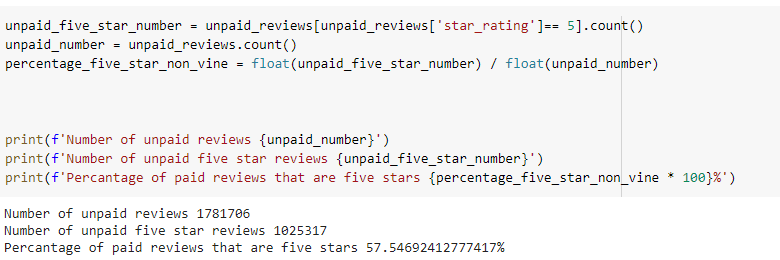 unpaid_five_star_number = unpaid_reviews[unpaid_reviews['star_rating']== 5].count()
unpaid_number = unpaid_reviews.count()
percentage_five_star_non_vine = float(unpaid_five_star_number) / float(unpaid_number)
print(f'Number of unpaid reviews {unpaid_number}')
print(f'Number of unpaid five star reviews {unpaid_five_star_number}')
print(f'Percantage of paid reviews that are five stars {percentage_five_star_non_vine * 100}%')
Number of unpaid reviews 1781706
Number of unpaid five star reviews 1025317
Percantage of paid reviews that are five stars 57.54692412777417%